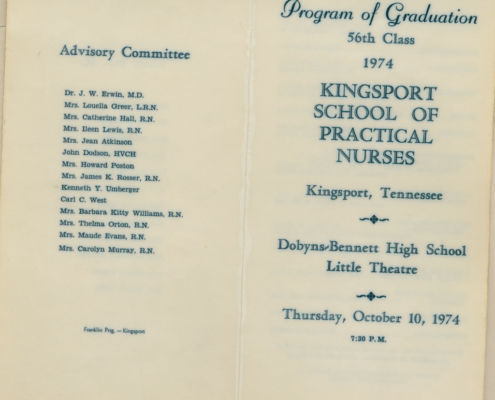 Advisory Committee
Dr. J. W. Erwin, M.D.
Mrs. Louella Greer, L.R.N.
Mrs. Catherine Hall, R.N.
Mrs. Ileen Lewis, R.N.
Mrs. Jean Atkinson
John Dodson, HVCH
Mrs. Howard Poston
Mrs. James K. Rosser, R.N.
Kenneth Y. Umberger
Carl C. West
Mrs. Barbara Kitty Williams, R.N.
Mrs. Thelma Orton, R.N.
Mrs. Maude Evans, R.N.
Mrs. Carolyn Murray, R.N.
Franklin Prtg. — Kingsport
Program of Graduation
56th Class
1974
KINGSPORT
SCHOOL OF
PRACTICAL
NURSES
Kingsport, Tennessee
Dobyns-Bennett High School
Little Theatre
Thursday, October 10, 1974
7:30 P.M.